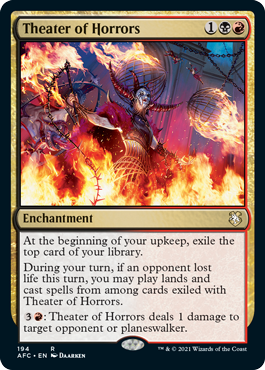 Theater of Horrors 1
Enchantment
At the beginning of your upkeep, exile the
top card of your library.
During your turn, if an opponent lost
life this turn, you may play lands and
cast spells from among cards exiled with
Theater of Horrors.
3: Theater of Horrors deals 1 damage to
target opponent or planeswalker.
194 R
AFC • EN Daarken ™ & © 2021 Wizards of the Coast